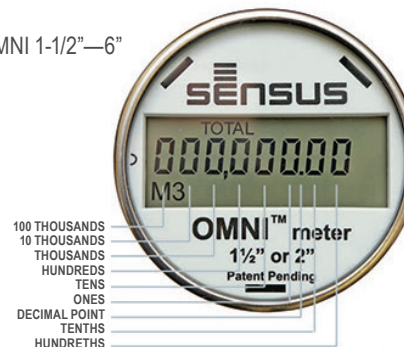 MNI 1-1/2”—6”
sensus
TOTAL
000,000.00
M3
OMNI™ meter
1½” or 2”
Patent Pending
100 THOUSANDS
10 THOUSANDS
THOUSANDS
HUNDREDS
TENS
ONES
DECIMAL POINT
TENTHS
HUNDRETHS